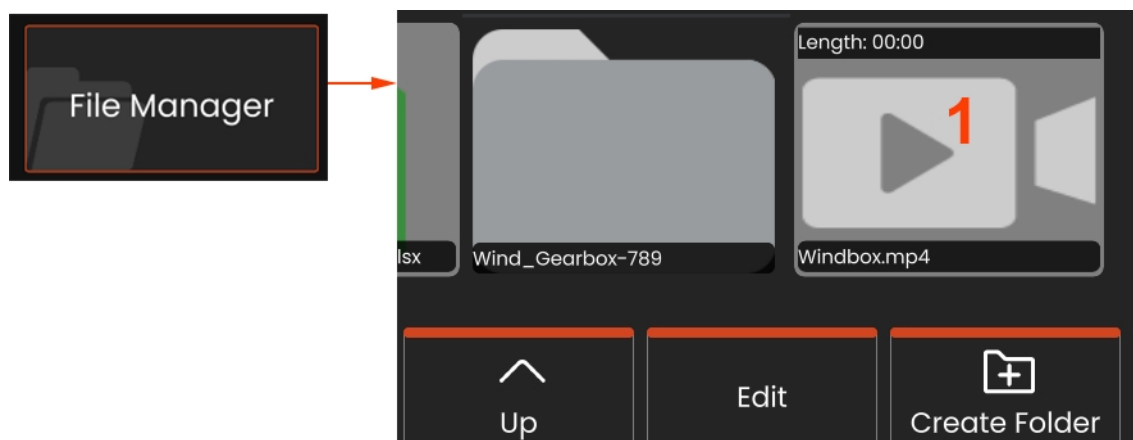 File Manager
Length: 00:00
1
lsx
Wind_Gearbox-789
Windbox.mp4
Up
Edit
Create Folder